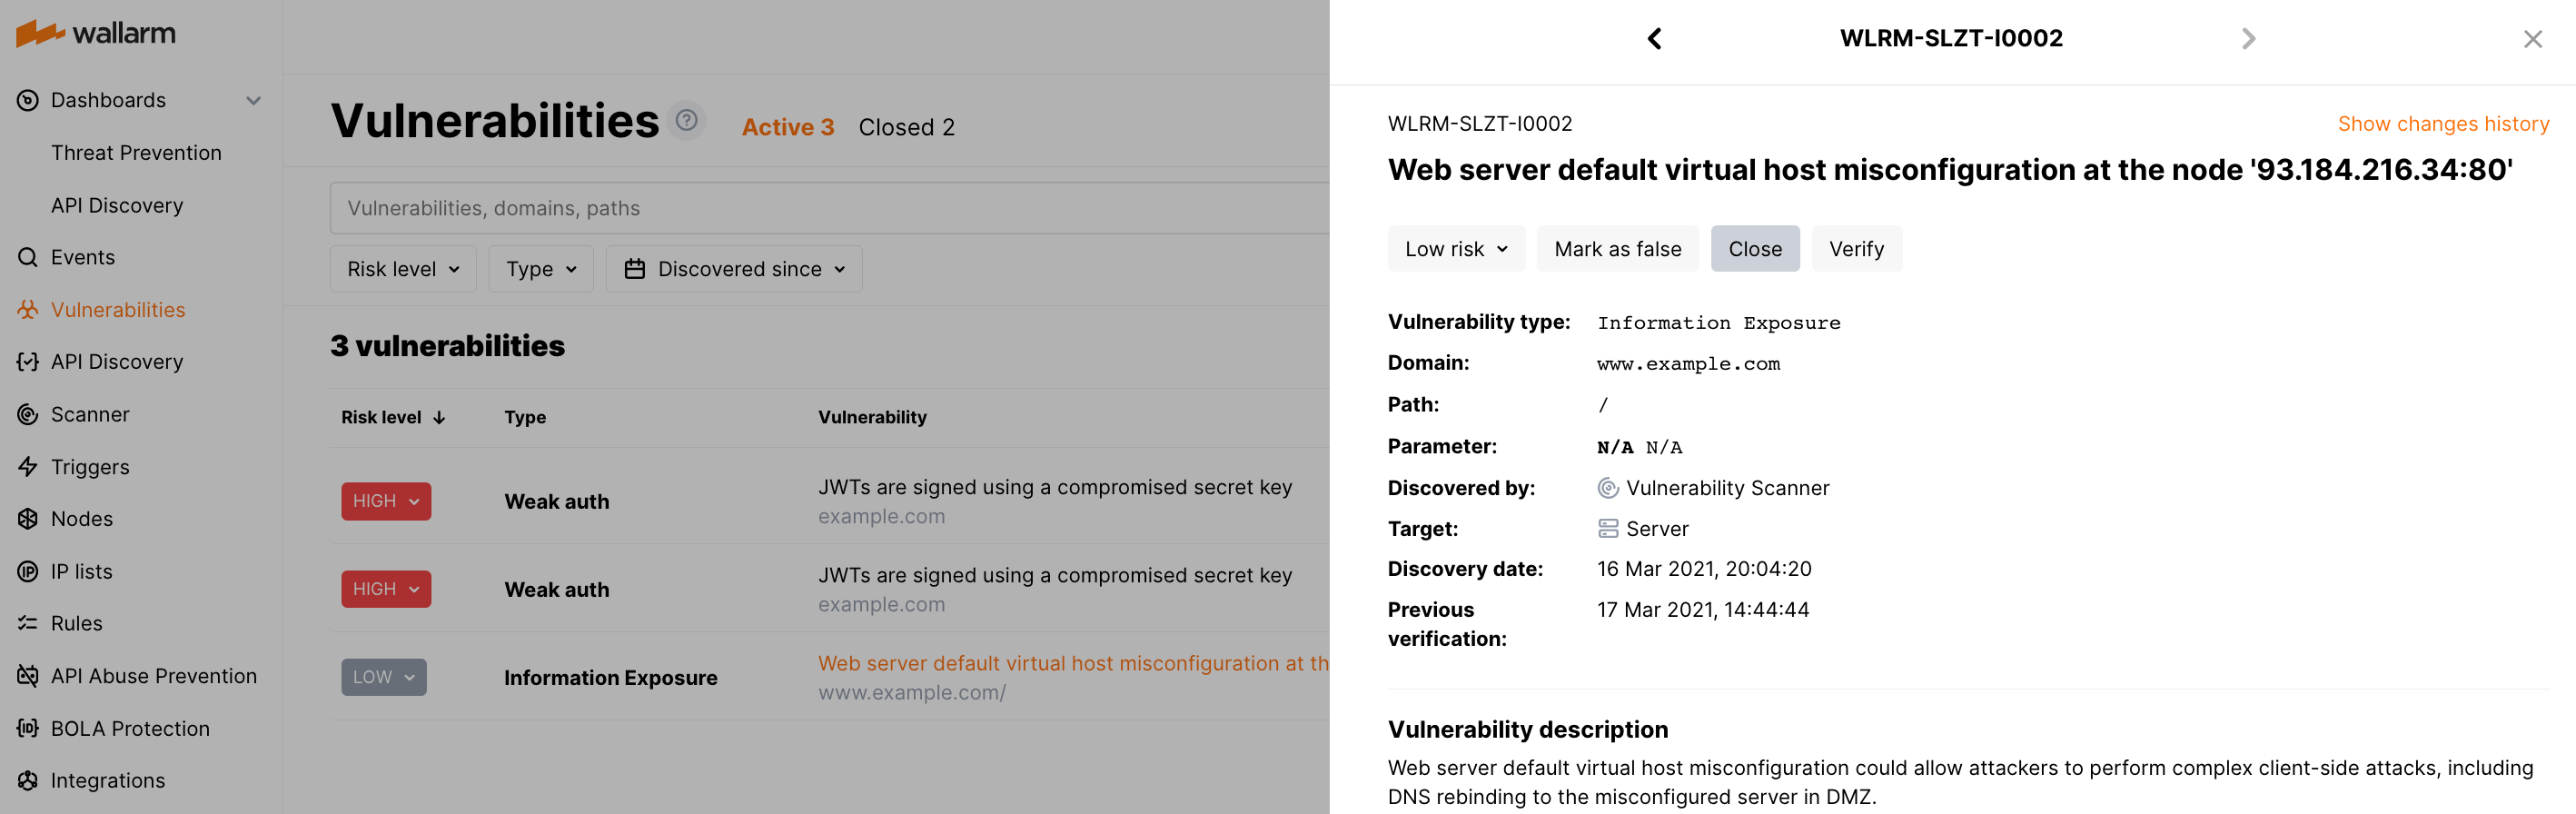 wallarm
Dashboards
Threat Prevention
API Discovery
Events
Vulnerabilities
API Discovery
Scanner
Triggers
Nodes
IP lists
Rules
API Abuse Prevention
BOLA Protection
Integrations
Vulnerabilities ? Active 3 Closed 2
Vulnerabilities, domains, paths
Risk level Type Discovered since
3 vulnerabilities
Risk level Type Vulnerability
HIGH Weak auth JWTs are signed using a compromised secret key
example.com
HIGH Weak auth JWTs are signed using a compromised secret key
example.com
LOW Information Exposure Web server default virtual host misconfiguration at th
www.example.com/
WLRM-SLZT-I0002
WLRM-SLZT-I0002 Show changes history
Web server default virtual host misconfiguration at the node '93.184.216.34:80'
Low risk Mark as false Close Verify
Vulnerability type: Information Exposure
Domain: www.example.com
Path: /
Parameter: N/A N/A
Discovered by: Vulnerability Scanner
Target: Server
Discovery date: 16 Mar 2021, 20:04:20
Previous 17 Mar 2021, 14:44:44
verification:
Vulnerability description
Web server default virtual host misconfiguration could allow attackers to perform complex client-side attacks, including
DNS rebinding to the misconfigured server in DMZ.